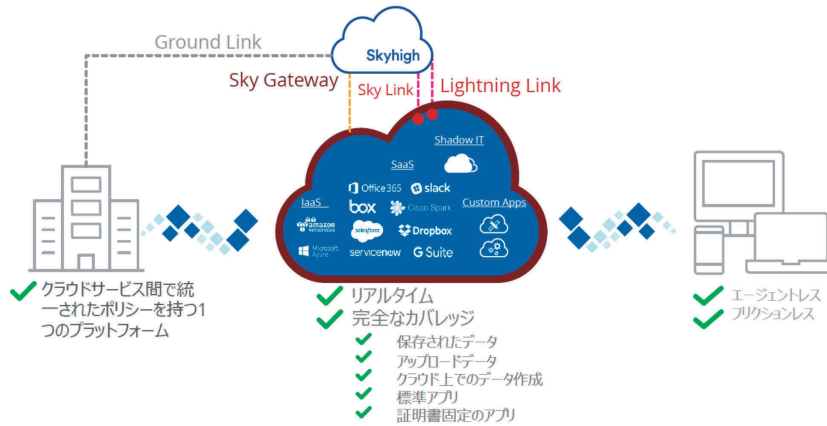 Ground Link
Skyhigh
Sky Gateway
Sky Link
Lightning Link
Shadow IT
SaaS
Office 365
slack
IaaS
box
Cisco Spark
Custom Apps
amazon
web services
salesforce
Dropbox
Microsoft
Azure
servicenow
G Suite
クラウドサービス間で統
一されたポリシーを持つ1
つのプラットフォーム
リアルタイム
完全なカバレッジ
保存されたデータ
アップロードデータ
クラウド上でのデータ作成
標準アプリ
証明書固定のアプリ
エージェントレス
フリクションレス